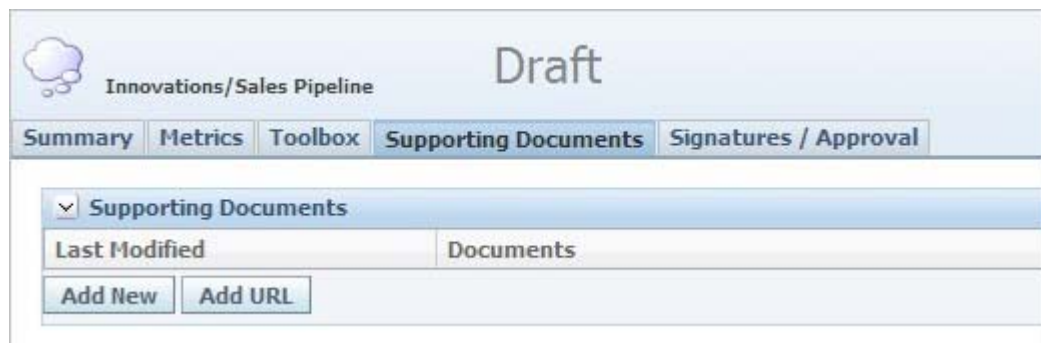 Draft
Innovations/Sales Pipeline
Summary Metrics Toolbox Supporting Documents Signatures / Approval
Supporting Documents
Last Modified Documents
Add New Add URL